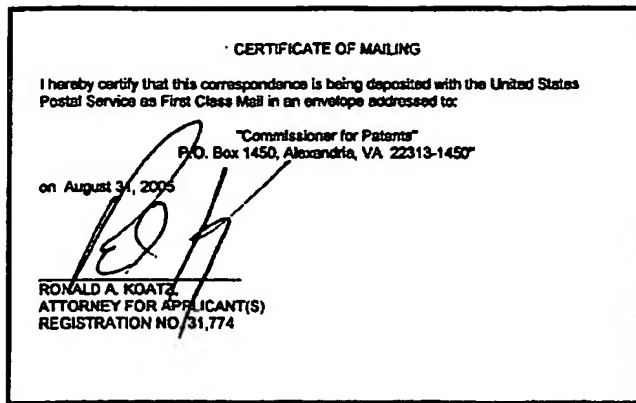 CERTIFICATE OF MAILING
I hereby certify that this correspondence is being deposited with the United States
Postal Service as First Class Mail in an envelope addressed to:
"Commissioner for Patents"
P.O. Box 1450, Alexandria, VA 22313-1450"
on August 31, 2005
RONALD A. KOATZ
ATTORNEY FOR APPLICANT(S)
REGISTRATION NO. 31,774